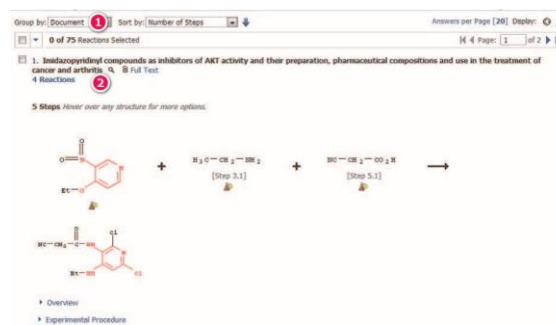 Group by: Document 1 Sort by: Number of Steps Answers per Page [20] Display:
0 of 75 Reactions Selected Page: 1 of 2
1. Imidazopyridinyl compounds as inhibitors of AKT activity and their preparation, pharmaceutical compositions and use in the treatment of
cancer and arthritis Full Text
4 Reactions 2
5 Steps Hover over any structure for more options.
O
O N N
Et O
+
H3C-CH2-NH2
[Step 3.1]
+
NC-CH2-CO2H
[Step 5.1]
O Cl
NC-CH2-C-NH N
Et-NH Cl
Overview
Experimental Procedure